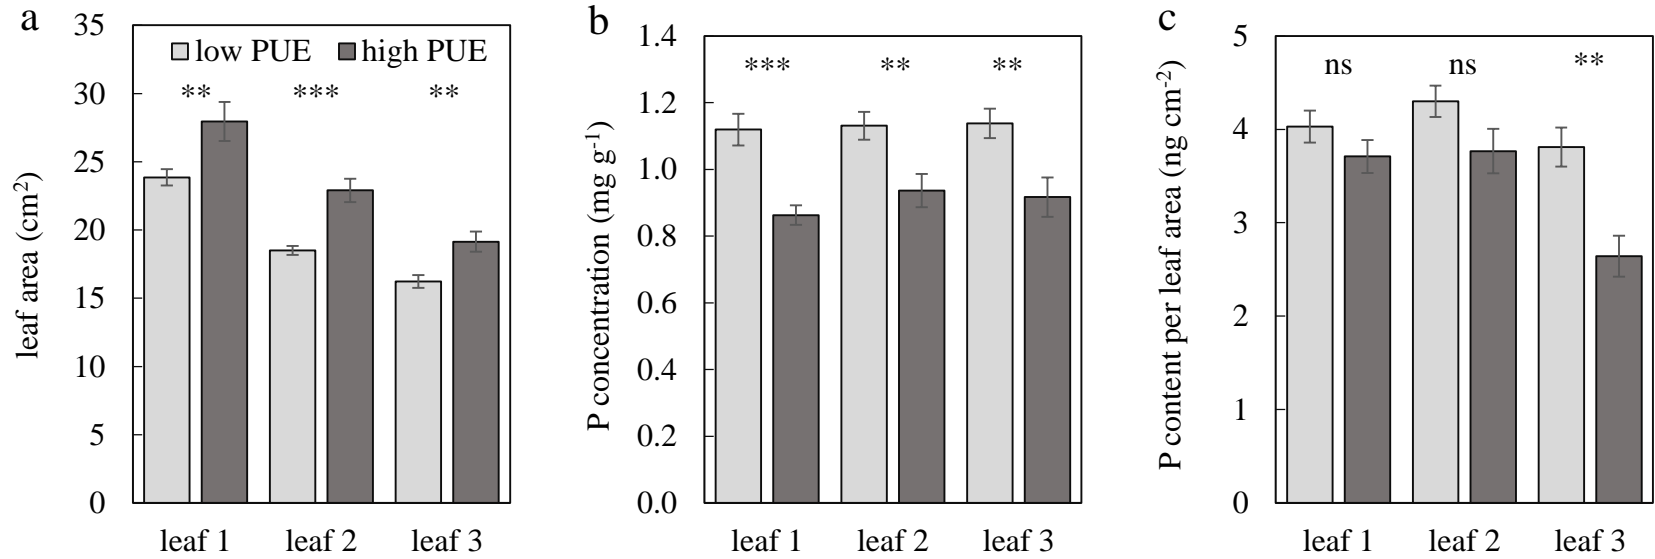 a
leaf area (cm²)
35
30
25
20
15
10
5
0
low PUE high PUE
** *** **
leaf 1 leaf 2 leaf 3
b
P concentration (mg g⁻¹)
1.4
1.2
1.0
0.8
0.6
0.4
0.2
0.0
*** ** **
leaf 1 leaf 2 leaf 3
c
P content per leaf area (ng cm⁻²)
5
4
3
2
1
0
ns ns **
leaf 1 leaf 2 leaf 3